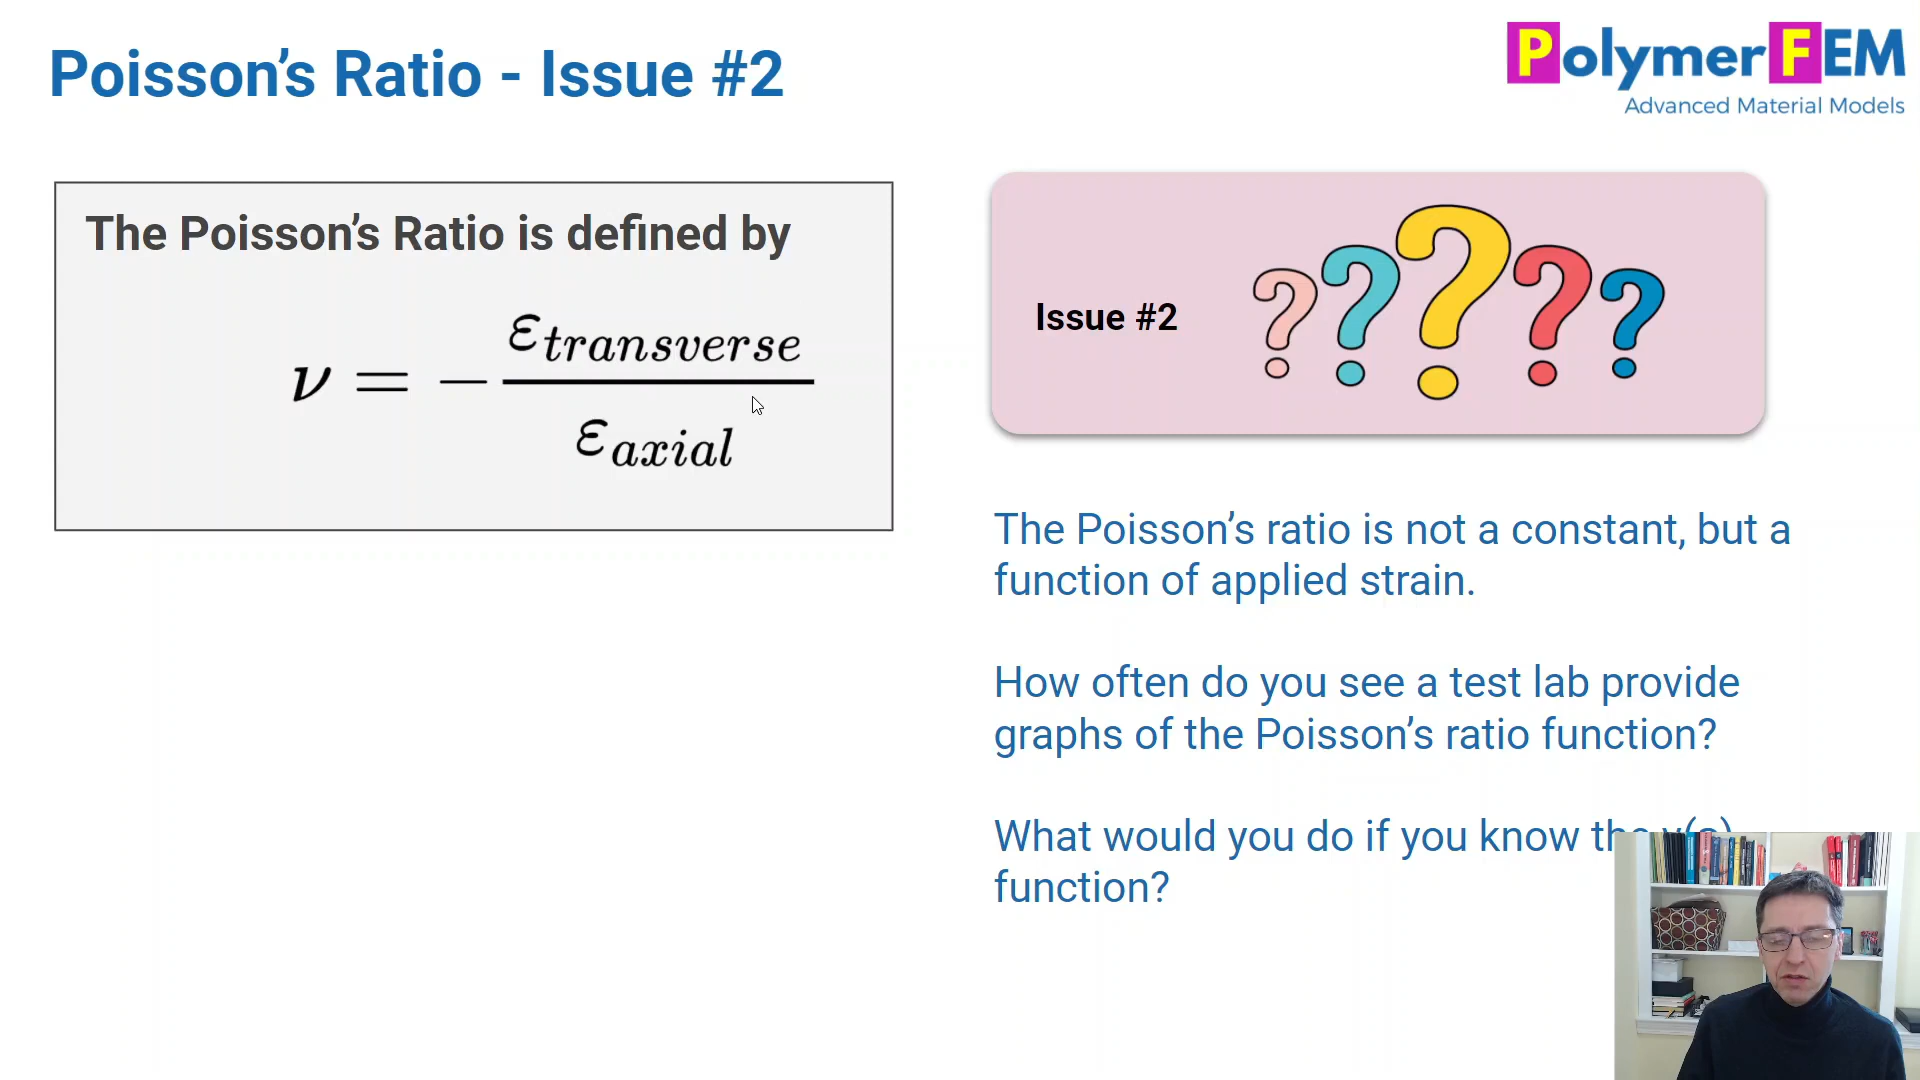 Poisson’s Ratio - Issue #2
PolymerFEM
Advanced Material Models
The Poisson’s Ratio is defined by
ν = − ε_transverse / ε_axial
Issue #2
The Poisson’s ratio is not a constant, but a
function of applied strain.
How often do you see a test lab provide
graphs of the Poisson’s ratio function?
What would you do if you know
function?